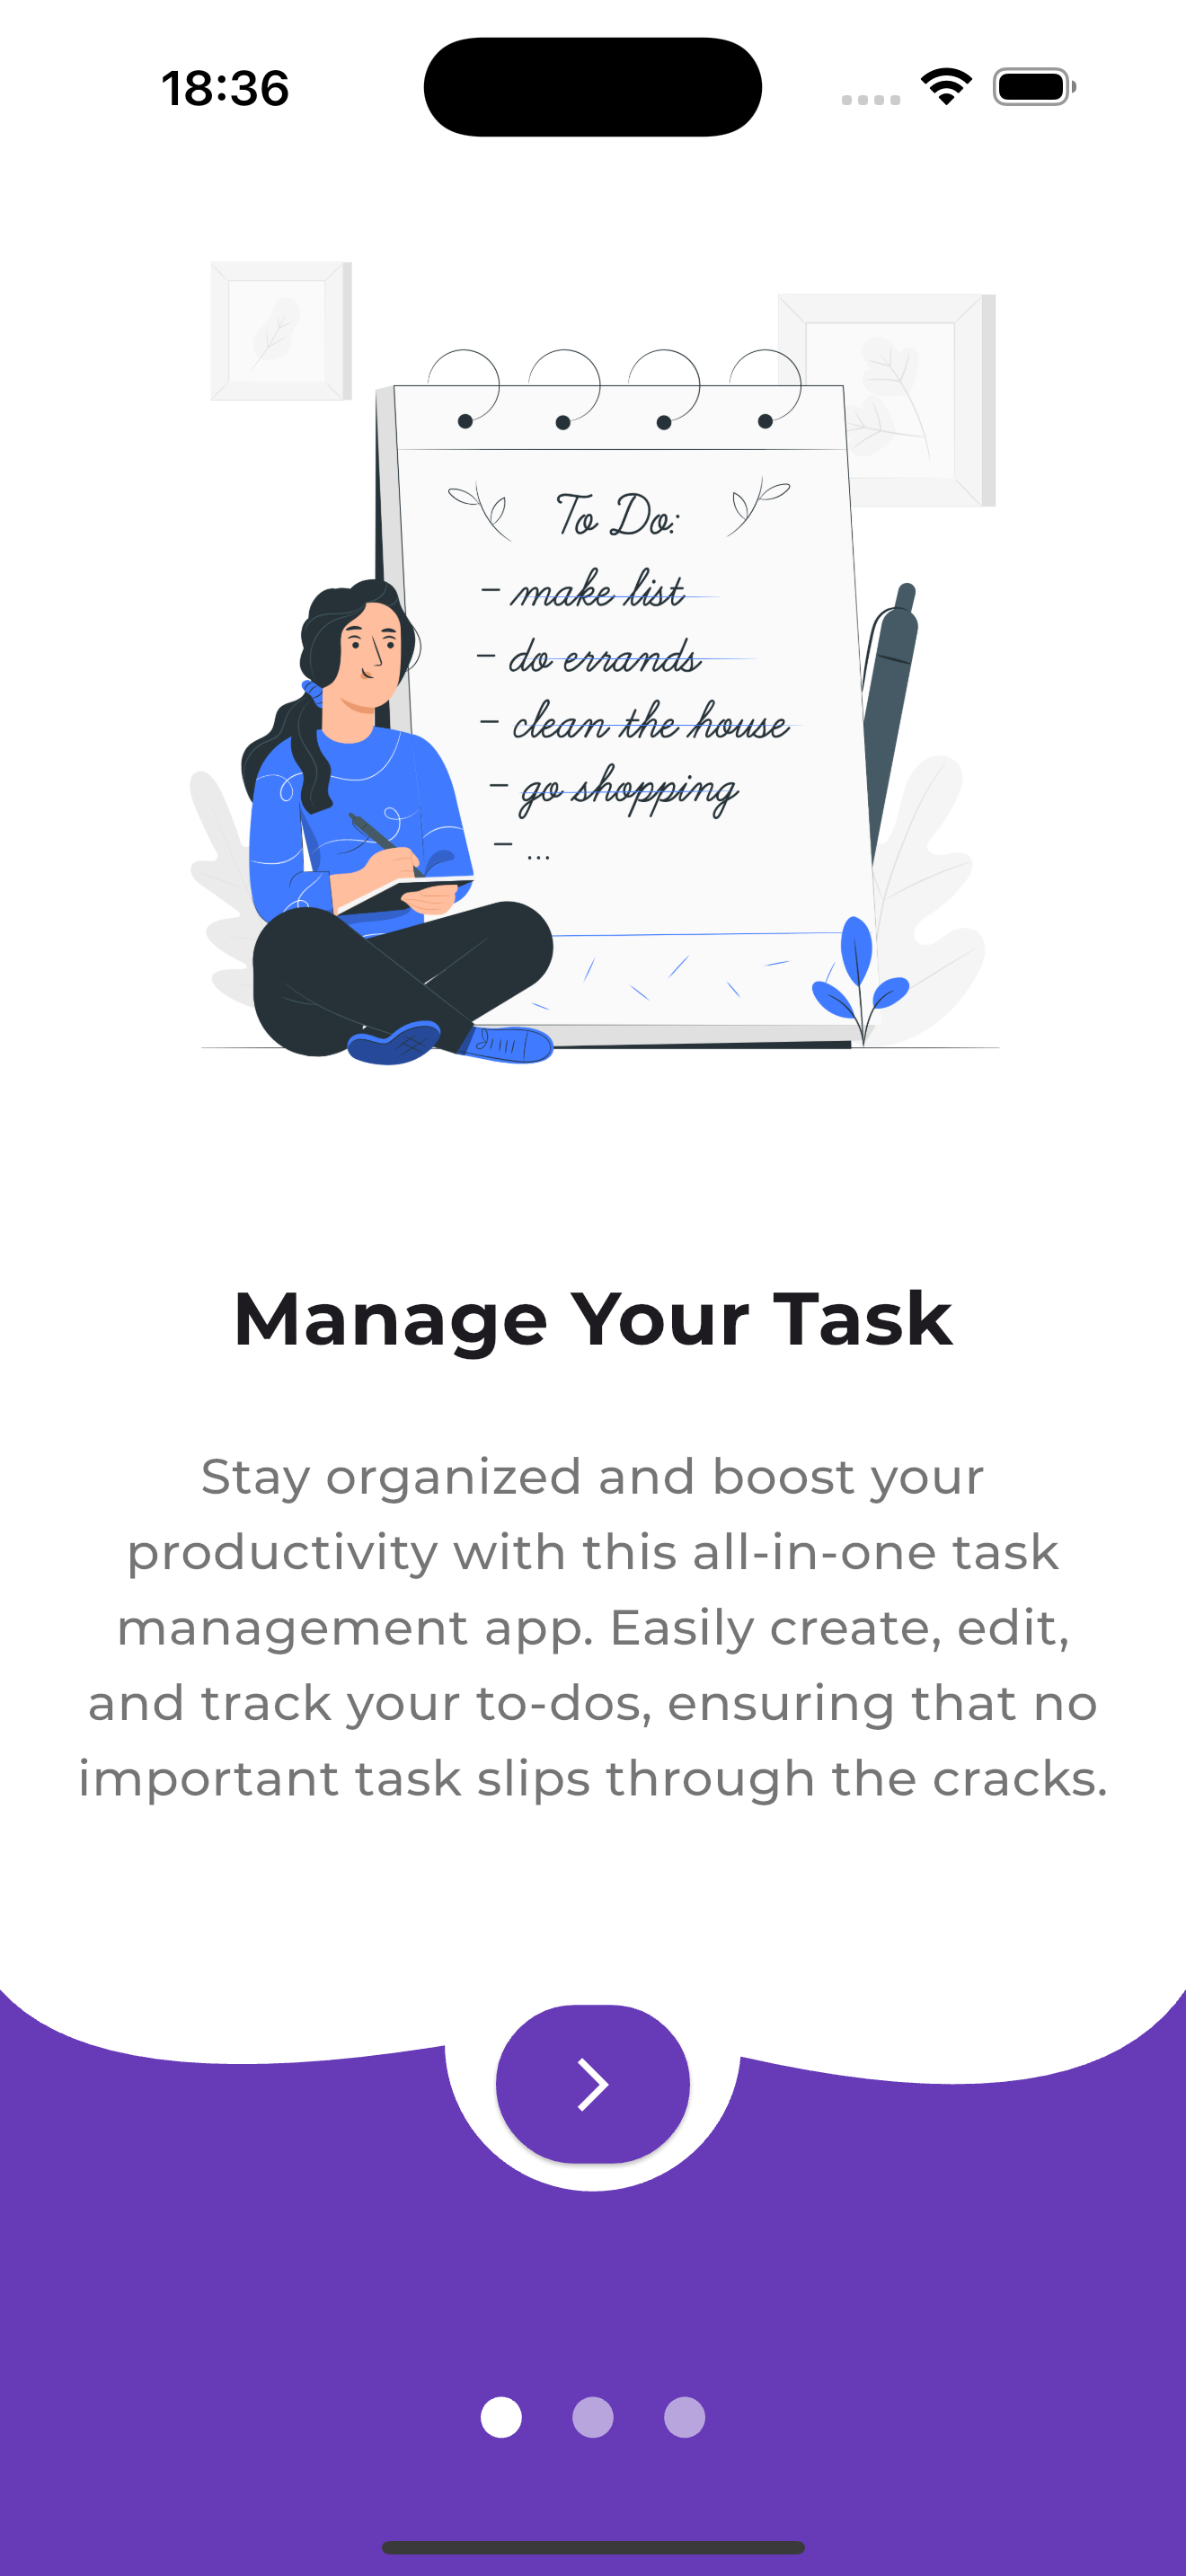 18:36
To Do:
– make list
– do errands
– clean the house
– go shopping
– ...
Manage Your Task
Stay organized and boost your
productivity with this all-in-one task
management app. Easily create, edit,
and track your to-dos, ensuring that no
important task slips through the cracks.